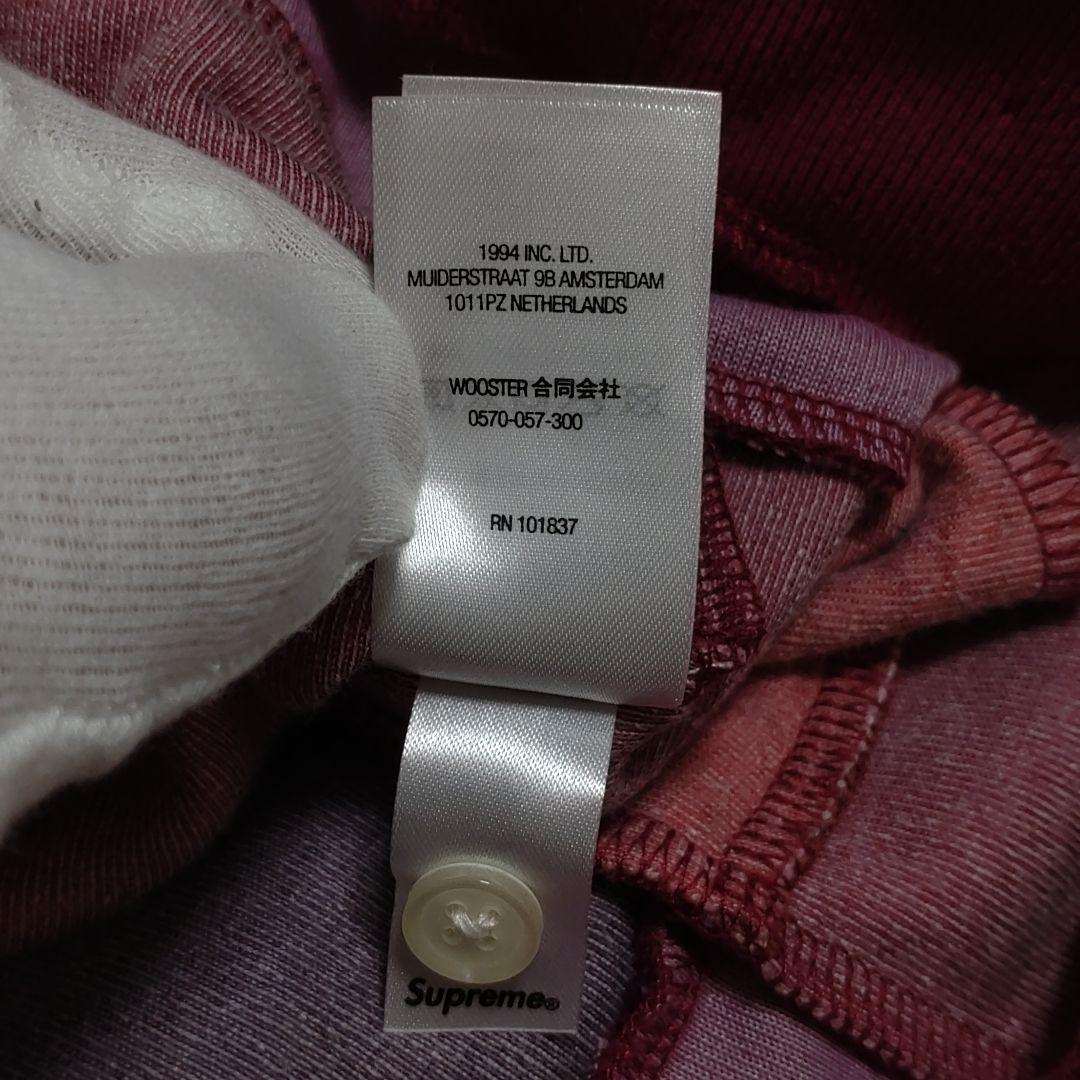 1994 INC. LTD.
MUIDERSTRAAT 9B AMSTERDAM
1011PZ NETHERLANDS
WOOSTER 合同会社
0570-057-300
RN 101837
Supreme®